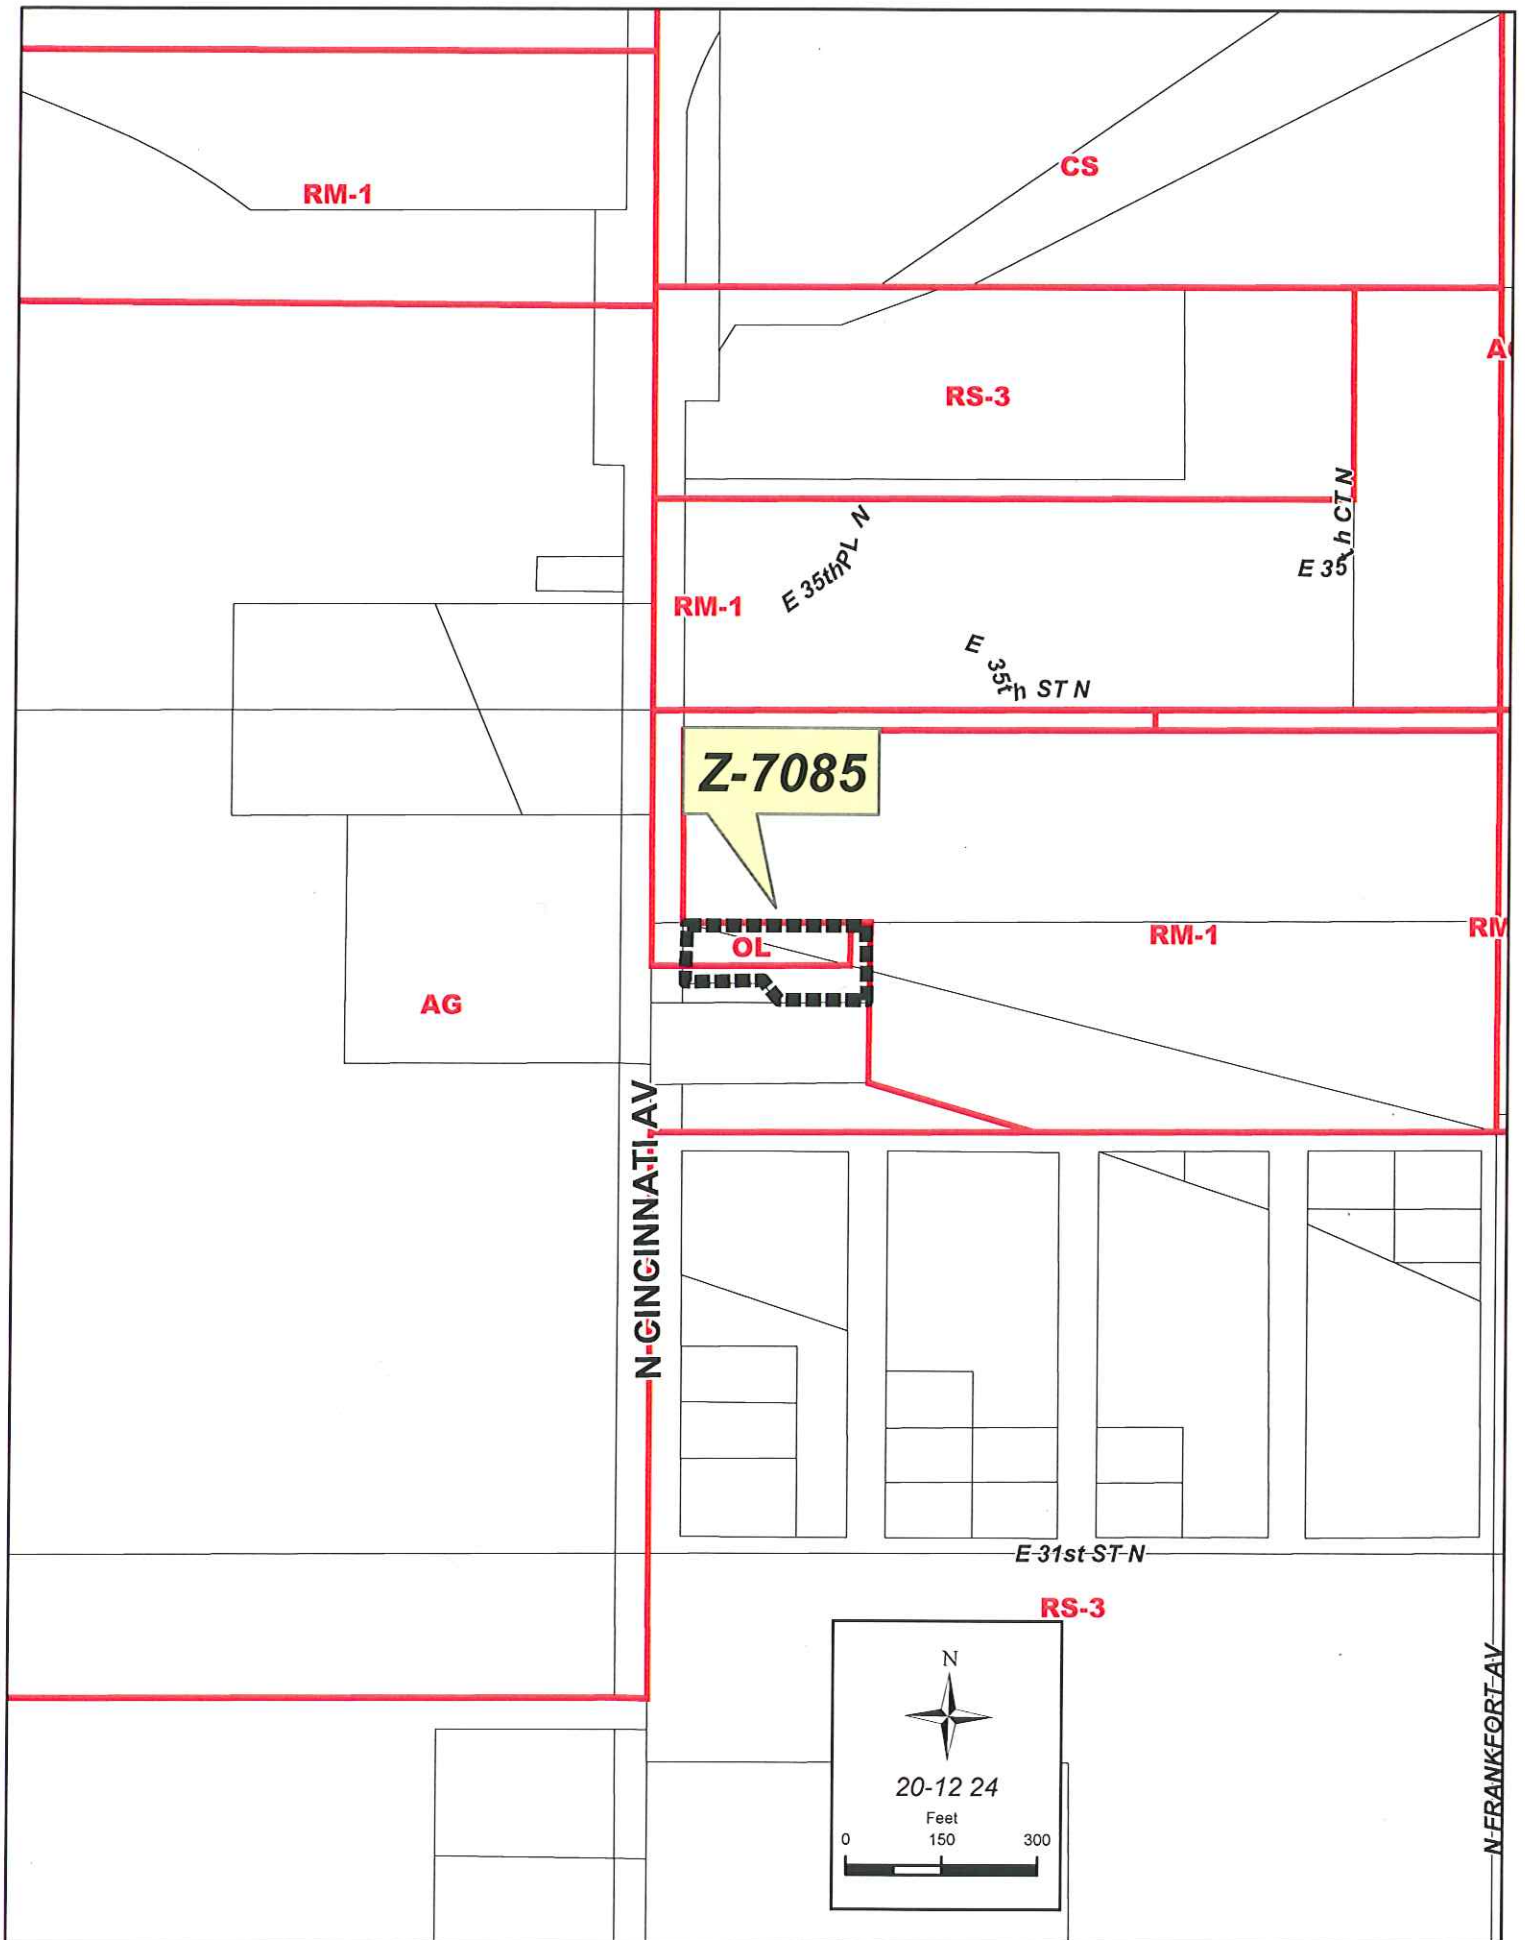 CS
RM-1
RS-3
E 35th PL N
E 35th CT N
RM-1
E 35th ST N
Z-7085
OL
RM-1
RM
AG
N CINCINNATI AV
E 31st ST N
RS-3
N
20-12 24
Feet
0 150 300
N FRANKFORT AV